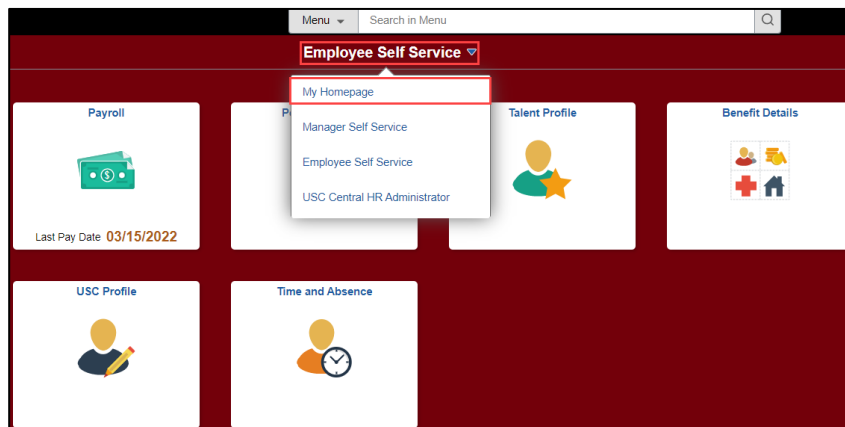 Menu
Search in Menu
Employee Self Service
My Homepage
Manager Self Service
Employee Self Service
USC Central HR Administrator
Payroll
Last Pay Date 03/15/2022
Talent Profile
Benefit Details
USC Profile
Time and Absence